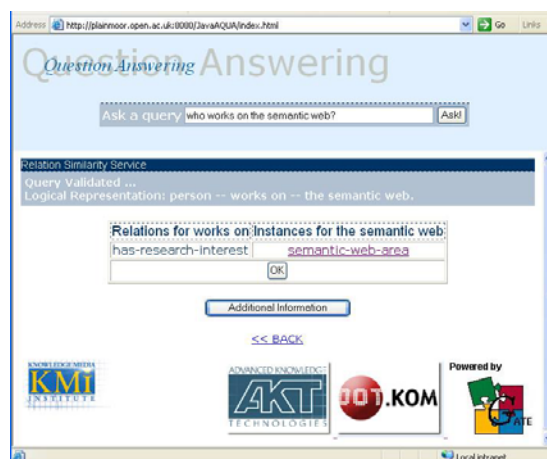 Address http://plainmoor.open.ac.uk:8080/JavaAQUA/index.html Go Links
Question Answering
Question Answering
Ask a query who works on the semantic web? Ask!
Relation Similarity Service
Query Validated ...
Logical Representation: person -- works on -- the semantic web.
Relations for works on Instances for the semantic web
has-research-interest semantic-web-area
OK
Additional Information
<< BACK
KNOWLEDGE MEDIA
KMi
INSTITUTE
ADVANCED KNOWLEDGE
AKT
TECHNOLOGIES
DOT.KOM
Powered by
GATE
Local intranet